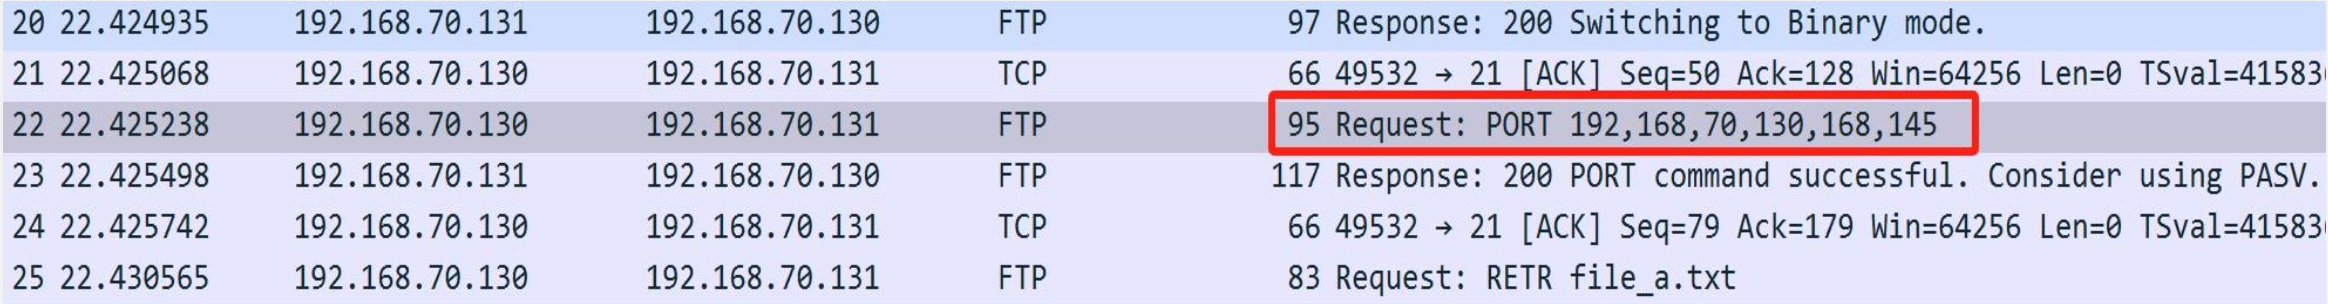 20 22.424935 192.168.70.131 192.168.70.130 FTP 97 Response: 200 Switching to Binary mode.
21 22.425068 192.168.70.130 192.168.70.131 TCP 66 49532 → 21 [ACK] Seq=50 Ack=128 Win=64256 Len=0 TSval=41583
22 22.425238 192.168.70.130 192.168.70.131 FTP 95 Request: PORT 192,168,70,130,168,145
23 22.425498 192.168.70.131 192.168.70.130 FTP 117 Response: 200 PORT command successful. Consider using PASV.
24 22.425742 192.168.70.130 192.168.70.131 TCP 66 49532 → 21 [ACK] Seq=79 Ack=179 Win=64256 Len=0 TSval=41583
25 22.430565 192.168.70.130 192.168.70.131 FTP 83 Request: RETR file_a.txt